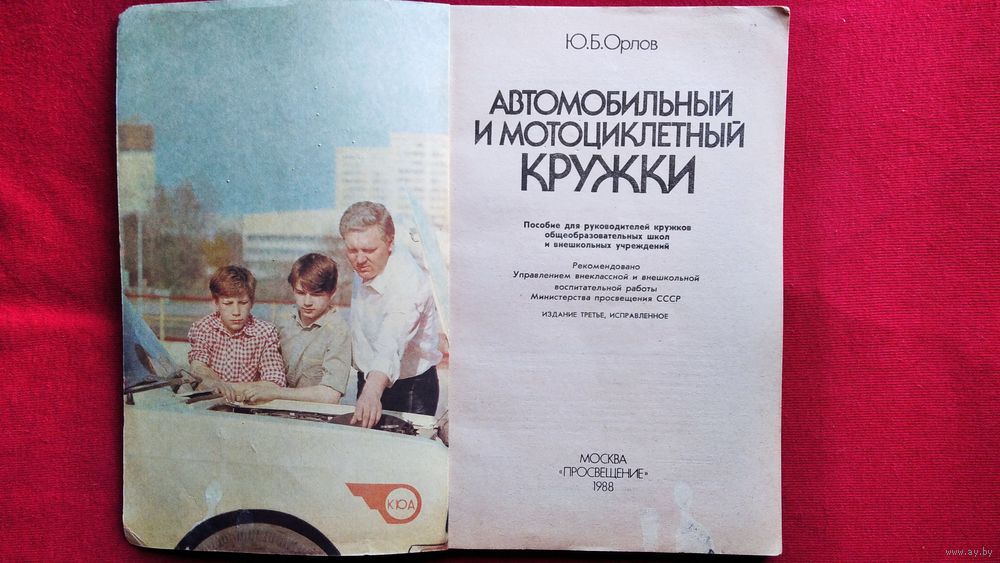 Ю.Б.Орлов
АВТОМОБИЛЬНЫЙ
И МОТОЦИКЛЕТНЫЙ
КРУЖКИ
Пособие для руководителей кружков
общеобразовательных школ
и внешкольных учреждений
Рекомендовано
Управлением внеклассной и внешкольной
воспитательной работы
Министерства просвещения СССР
ИЗДАНИЕ ТРЕТЬЕ, ИСПРАВЛЕННОЕ
МОСКВА
«ПРОСВЕЩЕНИЕ»
1988
КЮА
www.ay.by